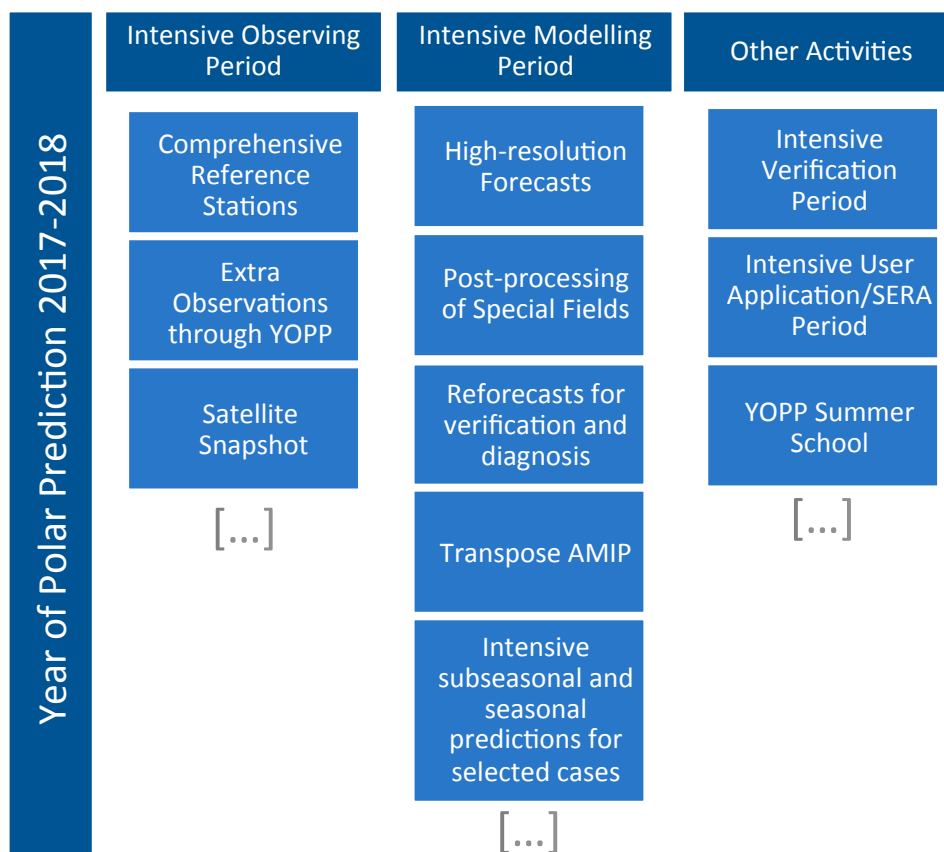 Year of Polar Prediction 2017-2018
Intensive Observing
Period
Comprehensive
Reference
Stations
Extra
Observations
through YOPP
Satellite
Snapshot
[...]
Intensive Modelling
Period
High-resolution
Forecasts
Post-processing
of Special Fields
Reforecasts for
verification and
diagnosis
Transpose AMIP
Intensive
subseasonal and
seasonal
predictions for
selected cases
[...]
Other Activities
Intensive
Verification
Period
Intensive User
Application/SERA
Period
YOPP Summer
School
[...]